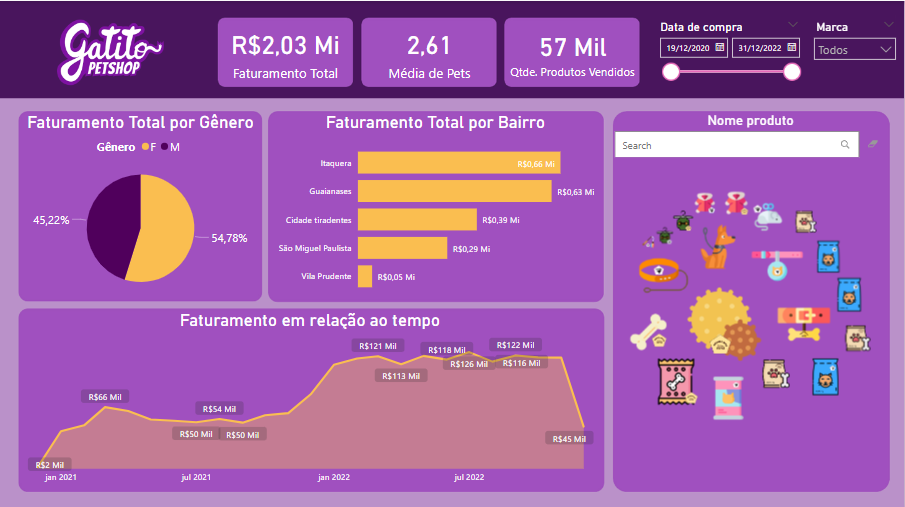 Gatito
PETSHOP
R$2,03 Mi
Faturamento Total
2,61
Média de Pets
57 Mil
Qtde. Produtos Vendidos
Data de compra
19/12/2020
31/12/2022
Marca
Todos
Faturamento Total por Gênero
Gênero F M
45,22%
54,78%
Faturamento Total por Bairro
Itaquera R$0,66 Mi
Guaianases R$0,63 Mi
Cidade tiradentes R$0,39 Mi
São Miguel Paulista R$0,29 Mi
Vila Prudente R$0,05 Mi
Nome produto
Search
Faturamento em relação ao tempo
R$2 Mil
R$66 Mil
R$50 Mil
R$54 Mil
R$50 Mil
R$121 Mil
R$113 Mil
R$118 Mil
R$126 Mil
R$122 Mil
R$116 Mil
R$45 Mil
jan 2021
jul 2021
jan 2022
jul 2022